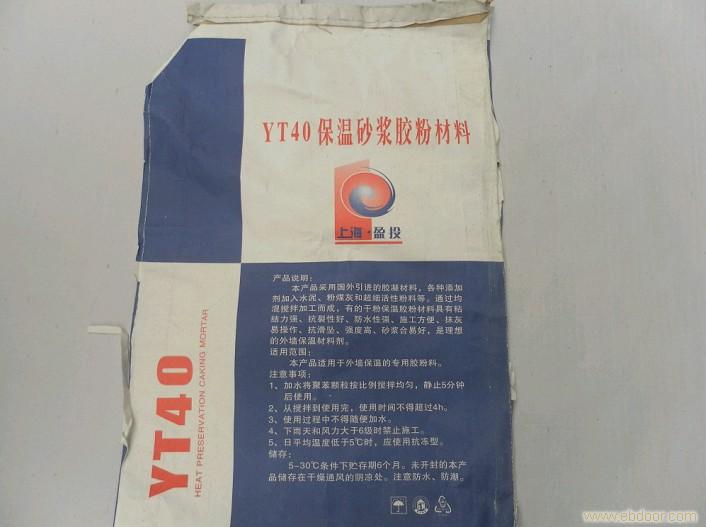 YT40 保温砂浆胶粉材料
上海·盈投
产品说明：
本产品采用国外引进的胶凝材料，各种添加
剂加入水泥、粉煤灰和超细活性粉料等。通过均
混搅拌加工而成，有的干粉保温胶粉材料具有粘
结力强、抗裂性好、防水性强、施工方便、抹灰
易操作、抗滑坠、强度高、砂浆合易好，是理想
的外墙保温材料剂。
适用范围：
本产品适用于外墙保温的专用胶粉料。
注意事项：
1、加水将聚苯颗粒按比例搅拌均匀，静止5分钟
后使用。
2、从搅拌到使用完，使用时间不得超过4h。
3、使用过程中不得随便加水。
4、下雨天和风力大于6级时禁止施工。
5、日平均温度低于5℃时，应使用抗冻型。
储存：
5-30℃条件下贮存期6个月。未开封的本产
品储存在干燥通风的阴凉处。注意防水、防潮。
YT40
HEAT PRESERVATION CAKING MORTAR
www.ebdoor.com